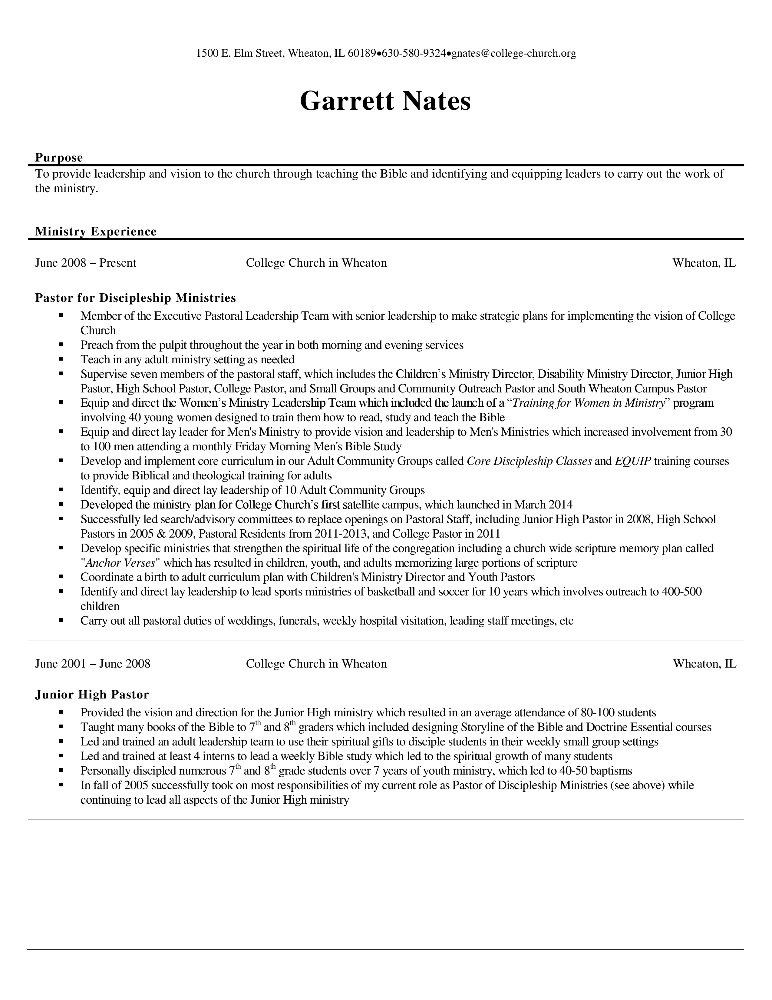 1500 E. Elm Street, Wheaton, IL 60189●630-580-9324●gnates@college-church.org
Garrett Nates
Purpose
To provide leadership and vision to the church through teaching the Bible and identifying and equipping leaders to carry out the work of
the ministry.
Ministry Experience
June 2008 – Present College Church in Wheaton Wheaton, IL
Pastor for Discipleship Ministries
▪ Member of the Executive Pastoral Leadership Team with senior leadership to make strategic plans for implementing the vision of College
Church
▪ Preach from the pulpit throughout the year in both morning and evening services
▪ Teach in any adult ministry setting as needed
▪ Supervise seven members of the pastoral staff, which includes the Children’s Ministry Director, Disability Ministry Director, Junior High
Pastor, High School Pastor, College Pastor, and Small Groups and Community Outreach Pastor and South Wheaton Campus Pastor
▪ Equip and direct the Women’s Ministry Leadership Team which included the launch of a “Training for Women in Ministry” program
involving 40 young women designed to train them how to read, study and teach the Bible
▪ Equip and direct lay leader for Men's Ministry to provide vision and leadership to Men's Ministries which increased involvement from 30
to 100 men attending a monthly Friday Morning Men's Bible Study
▪ Develop and implement core curriculum in our Adult Community Groups called Core Discipleship Classes and EQUIP training courses
to provide Biblical and theological training for adults
▪ Identify, equip and direct lay leadership of 10 Adult Community Groups
▪ Developed the ministry plan for College Church’s first satellite campus, which launched in March 2014
▪ Successfully led search/advisory committees to replace openings on Pastoral Staff, including Junior High Pastor in 2008, High School
Pastors in 2005 & 2009, Pastoral Residents from 2011-2013, and College Pastor in 2011
▪ Develop specific ministries that strengthen the spiritual life of the congregation including a church wide scripture memory plan called
"Anchor Verses" which has resulted in children, youth, and adults memorizing large portions of scripture
▪ Coordinate a birth to adult curriculum plan with Children's Ministry Director and Youth Pastors
▪ Identify and direct lay leadership to lead sports ministries of basketball and soccer for 10 years which involves outreach to 400-500
children
▪ Carry out all pastoral duties of weddings, funerals, weekly hospital visitation, leading staff meetings, etc
June 2001 – June 2008 College Church in Wheaton Wheaton, IL
Junior High Pastor
▪ Provided the vision and direction for the Junior High ministry which resulted in an average attendance of 80-100 students
▪ Taught many books of the Bible to 7th and 8th graders which included designing Storyline of the Bible and Doctrine Essential courses
▪ Led and trained an adult leadership team to use their spiritual gifts to disciple students in their weekly small group settings
▪ Led and trained at least 4 interns to lead a weekly Bible study which led to the spiritual growth of many students
▪ Personally discipled numerous 7th and 8th grade students over 7 years of youth ministry, which led to 40-50 baptisms
▪ In fall of 2005 successfully took on most responsibilities of my current role as Pastor of Discipleship Ministries (see above) while
continuing to lead all aspects of the Junior High ministry